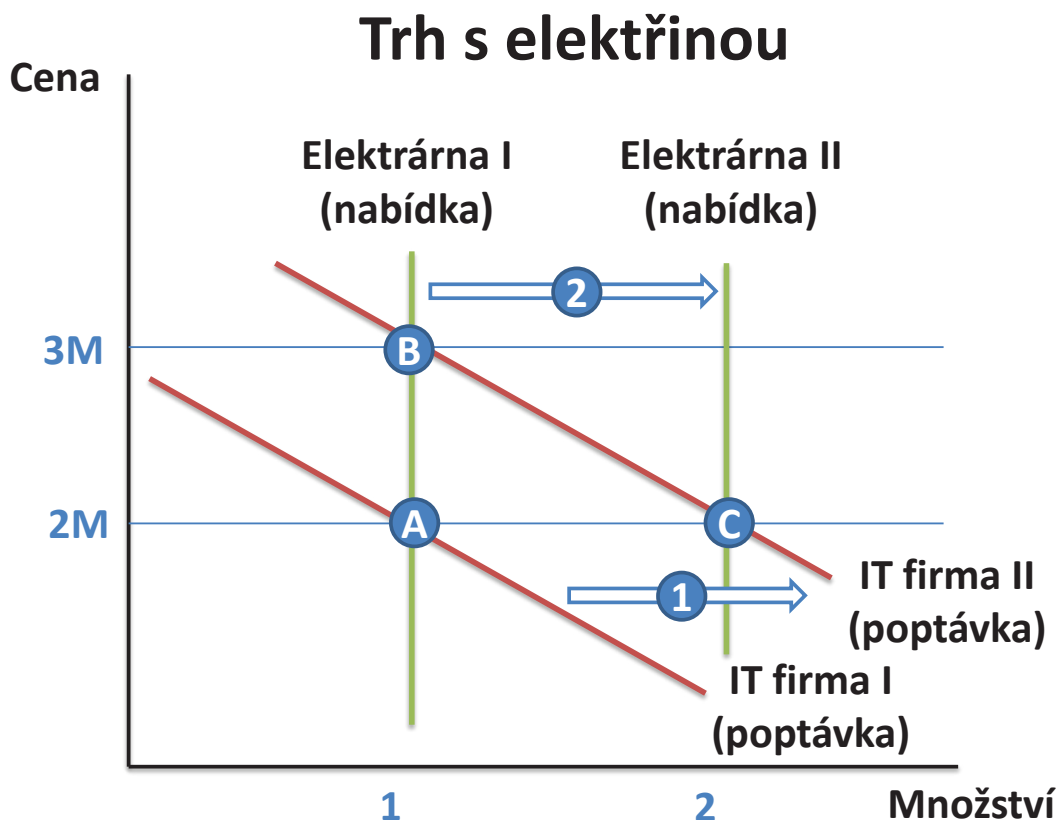 Trh s elektřinou
Cena
Elektrárna I
(nabídka)
Elektrárna II
(nabídka)
2
3M
B
2M
A
C
1
IT firma II
(poptávka)
IT firma I
(poptávka)
1
2
Množství